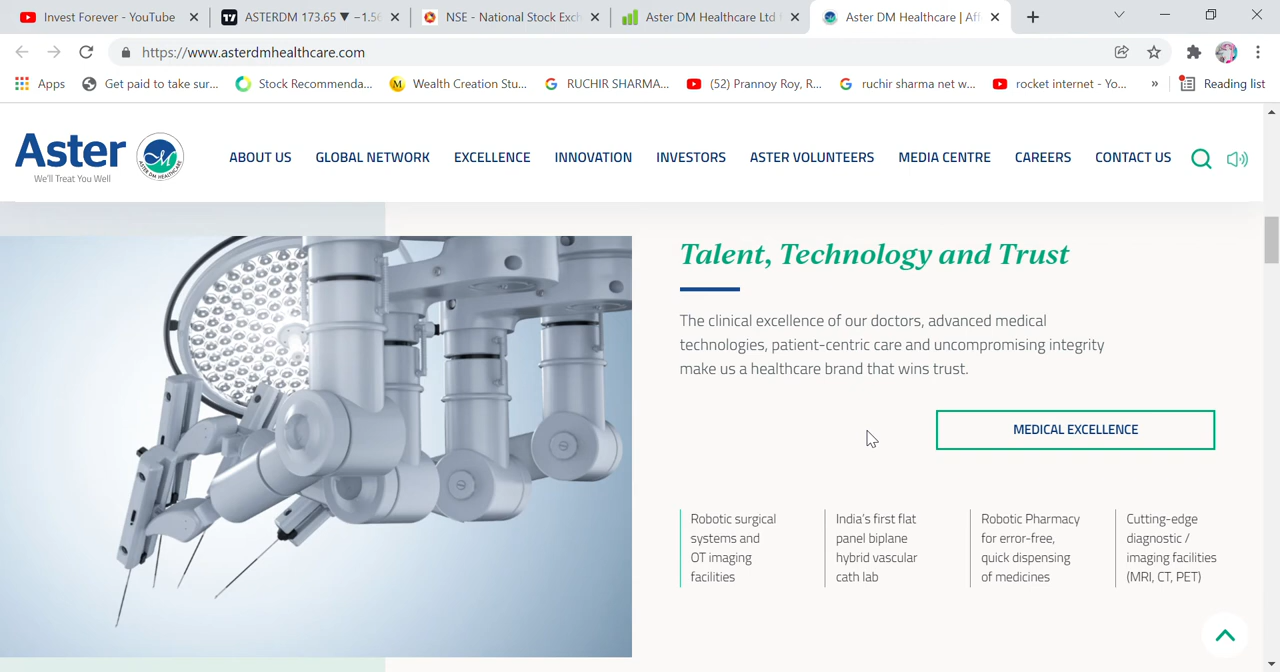 Invest Forever - YouTube
ASTERDM 173.65 ▼ −1.56
NSE - National Stock Exch
Aster DM Healthcare Ltd
Aster DM Healthcare | Aff
https://www.asterdmhealthcare.com
Apps
Get paid to take sur...
Stock Recommenda...
M
Wealth Creation Stu...
RUCHIR SHARMA...
(52) Prannoy Roy, R...
ruchir sharma net w...
rocket internet - Yo...
»
Reading list
Aster
We'll Treat You Well
ASTER DM HEALTHCARE
ABOUT US
GLOBAL NETWORK
EXCELLENCE
INNOVATION
INVESTORS
ASTER VOLUNTEERS
MEDIA CENTRE
CAREERS
CONTACT US
Talent, Technology and Trust
The clinical excellence of our doctors, advanced medical
technologies, patient-centric care and uncompromising integrity
make us a healthcare brand that wins trust.
MEDICAL EXCELLENCE
Robotic surgical
systems and
OT imaging
facilities
India's first flat
panel biplane
hybrid vascular
cath lab
Robotic Pharmacy
for error-free,
quick dispensing
of medicines
Cutting-edge
diagnostic /
imaging facilities
(MRI, CT, PET)